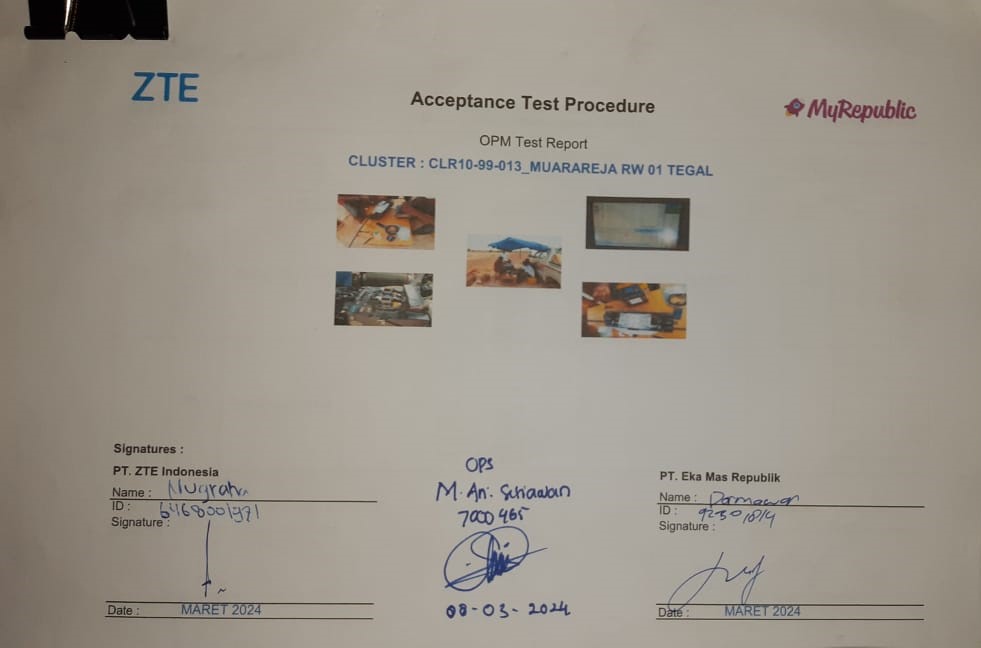 ZTE
Acceptance Test Procedure
MyRepublic
OPM Test Report
CLUSTER : CLR10-99-013_MUARAREJA RW 01 TEGAL
Signatures :
PT. ZTE Indonesia
Name : Nugraha
ID :
Signature :
Date : MARET 2024
OPS
M. Ari. Setiawan
7000465
08-03-2024
PT. Eka Mas Republik
Name : Darmawan
ID :
Signature :
Date : MARET 2024